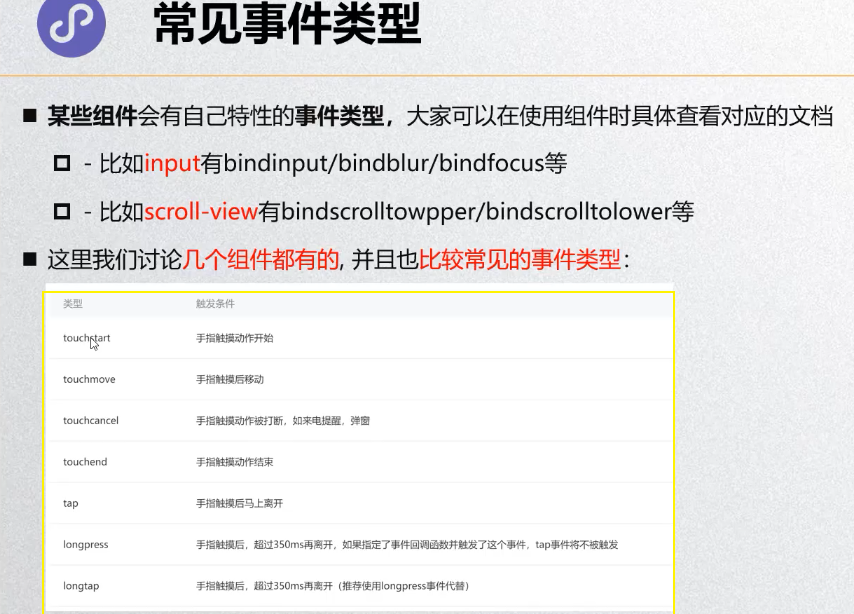 常见事件类型
某些组件会有自己特性的事件类型，大家可以在使用组件时具体查看对应的文档
- 比如input有bindinput/bindblur/bindfocus等
- 比如scroll-view有bindscrolltowpper/bindscrolltolower等
这里我们讨论几个组件都有的, 并且也比较常见的事件类型：
类型 触发条件
touchstart 手指触摸动作开始
touchmove 手指触摸后移动
touchcancel 手指触摸动作被打断，如来电提醒，弹窗
touchend 手指触摸动作结束
tap 手指触摸后马上离开
longpress 手指触摸后，超过350ms再离开，如果指定了事件回调函数并触发了这个事件，tap事件将不被触发
longtap 手指触摸后，超过350ms再离开（推荐使用longpress事件代替）